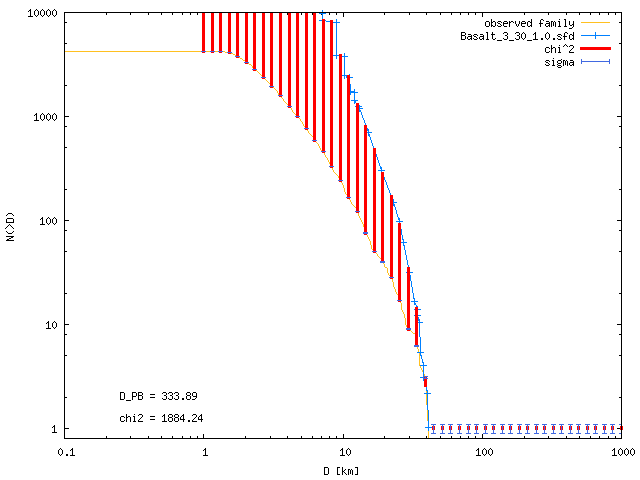 10000
1000
100
10
1
N(>D)
observed family
Basalt_3_30_1.0.sfd
chi^2
sigma
D_PB = 333.89
chi2 = 1884.24
0.1 1 10 100 1000
D [km]